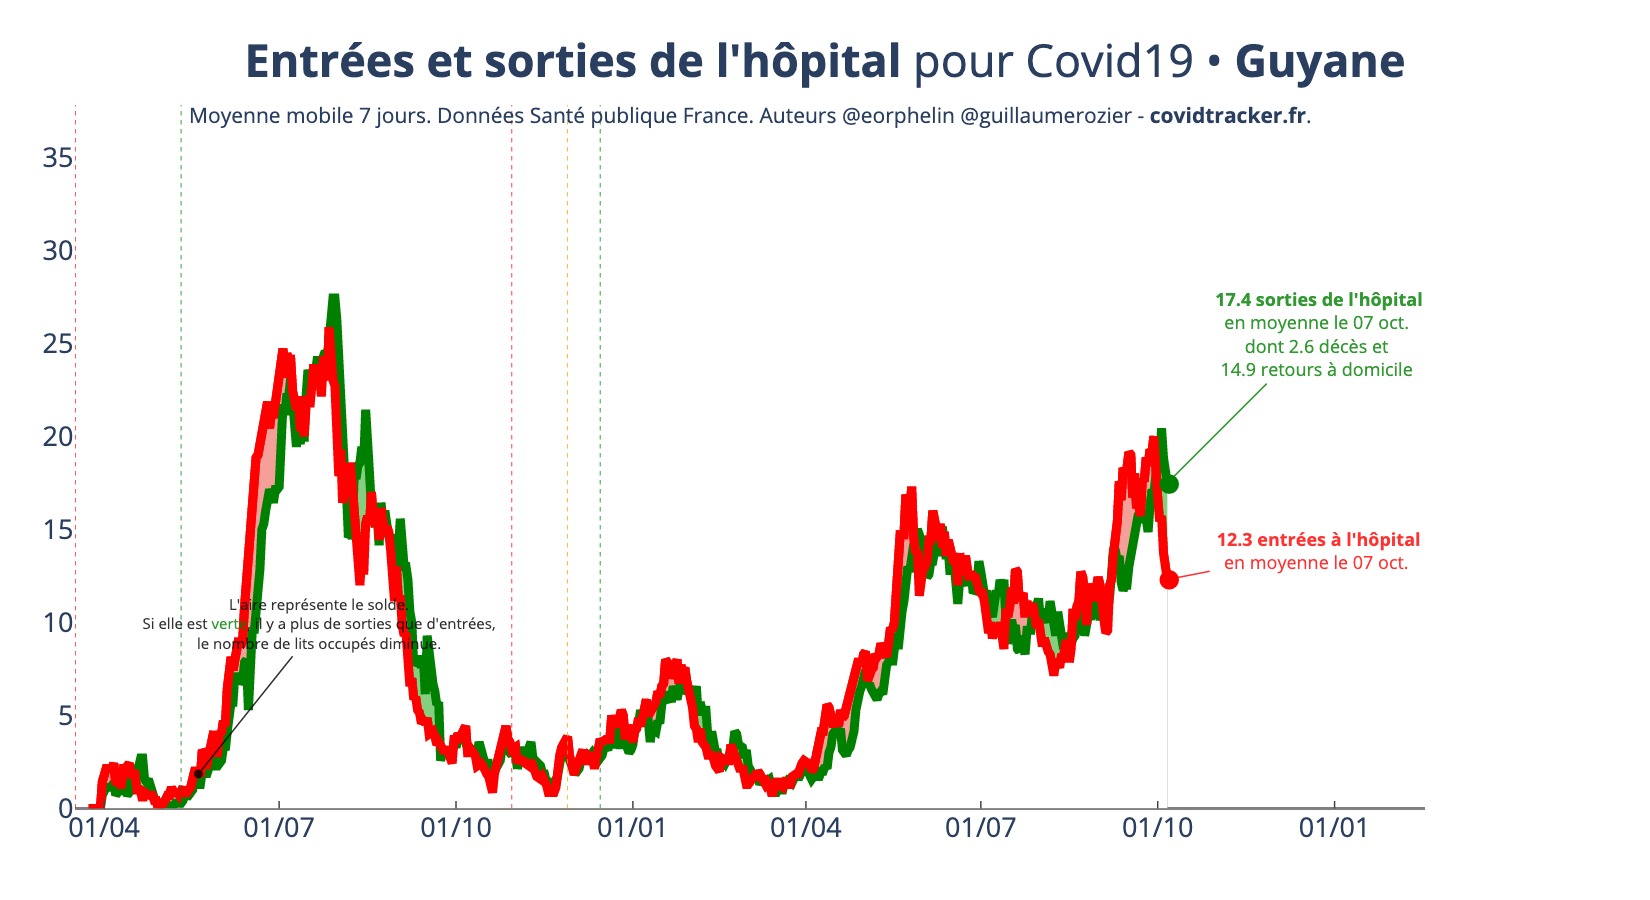 Entrées et sorties de l'hôpital pour Covid19 • Guyane
Moyenne mobile 7 jours. Données Santé publique France. Auteurs @eorphelin @guillaumerozier - covidtracker.fr.
35
30
25
20
15
10
5
0
17.4 sorties de l'hôpital
en moyenne le 07 oct.
dont 2.6 décès et
14.9 retours à domicile
12.3 entrées à l'hôpital
en moyenne le 07 oct.
L'aire représente le solde.
Si elle est verte, il y a plus de sorties que d'entrées,
le nombre de lits occupés diminue.
01/04 01/07 01/10 01/01 01/04 01/07 01/10 01/01